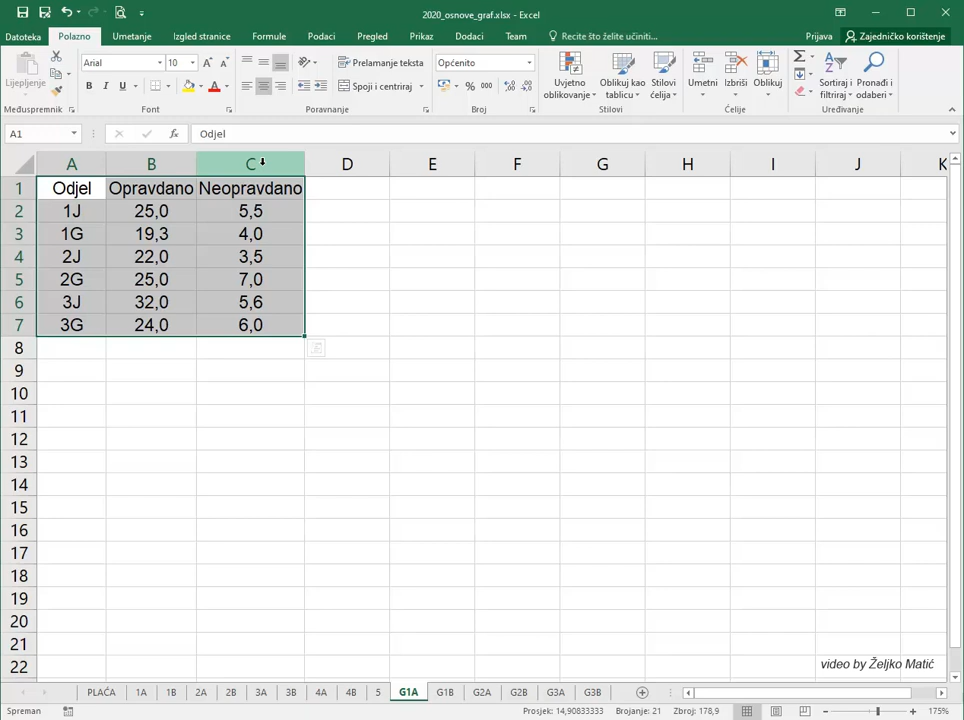 2020_osnove_graf.xlsx - Excel
Datoteka Polazno Umetanje Izgled stranice Formule Podaci Pregled Prikaz Dodaci Team Recite što želite učiniti... Prijava Zajedničko korištenje
Lijepljenje
Međuspremnik
Arial 10 A A
B I U A
Font
Prelamanje teksta
Spoji i centriraj
Poravnanje
Općenito
% 000
Broj
Uvjetno oblikovanje
Oblikuj kao tablicu
Stilovi ćelija
Stilovi
Umetni Izbriši Oblikuj
Ćelije
Sortiraj i filtriraj
Pronađi i odaberi
Uređivanje
A1 fx Odjel
A B C D E F G H I J K
1 Odjel Opravdano Neopravdano
2 1J 25,0 5,5
3 1G 19,3 4,0
4 2J 22,0 3,5
5 2G 25,0 7,0
6 3J 32,0 5,6
7 3G 24,0 6,0
8
9
10
11
12
13
14
15
16
17
18
19
20
21
22
video by Željko Matić
PLAĆA 1A 1B 2A 2B 3A 3B 4A 4B 5 G1A G1B G2A G2B G3A G3B
Spreman Prosjek: 14,90833333 Brojanje: 21 Zbroj: 178,9 175%